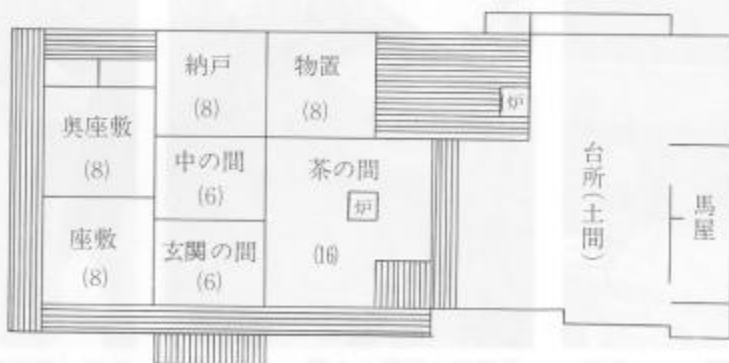 納戸
(8)
物置
(8)
炉
奥座敷
(8)
中の間
(6)
茶の間
炉
(16)
座敷
(8)
玄関の間
(6)
台所(土間)
馬屋